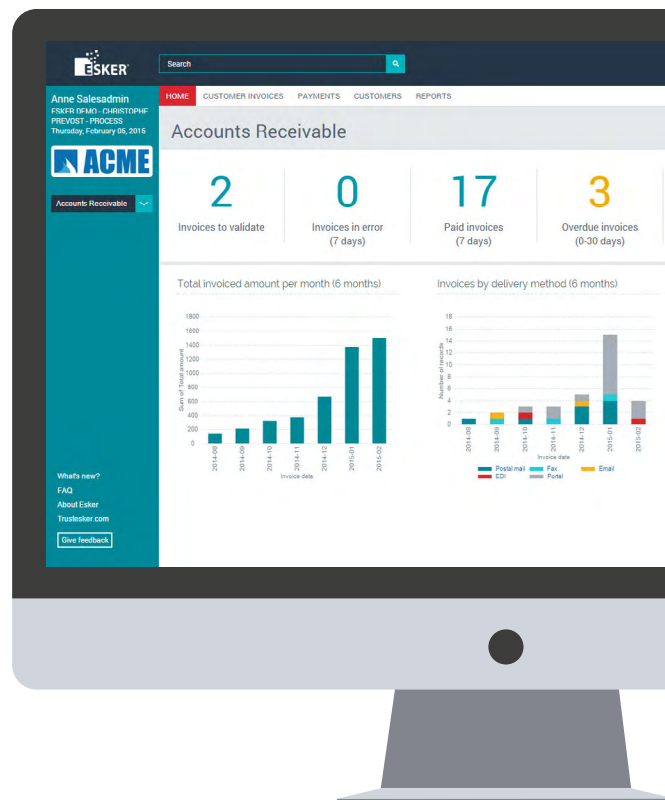 ESKER
Search
Anne Salesadmin
ESKER DEMO - CHRISTOPHE
PREVOST - PROCESS
Thursday, February 05, 2015
ACME
Accounts Receivable
What's new?
FAQ
About Esker
Trustesker.com
Give feedback
HOME CUSTOMER INVOICES PAYMENTS CUSTOMERS REPORTS
Accounts Receivable
2
Invoices to validate
0
Invoices in error
(7 days)
17
Paid invoices
(7 days)
3
Overdue invoices
(0-30 days)
Total invoiced amount per month (6 months)
Sum of Total amount
1800
1600
1400
1200
1000
800
600
400
200
0
2014-08
2014-09
2014-10
2014-11
2014-12
2015-01
2015-02
Invoice date
Invoices by delivery method (6 months)
Number of records
18
16
14
12
10
8
6
4
2
0
2014-08
2014-09
2014-10
2014-11
2014-12
2015-01
2015-02
Invoice date
Postal mail Fax Email
EDI Portal